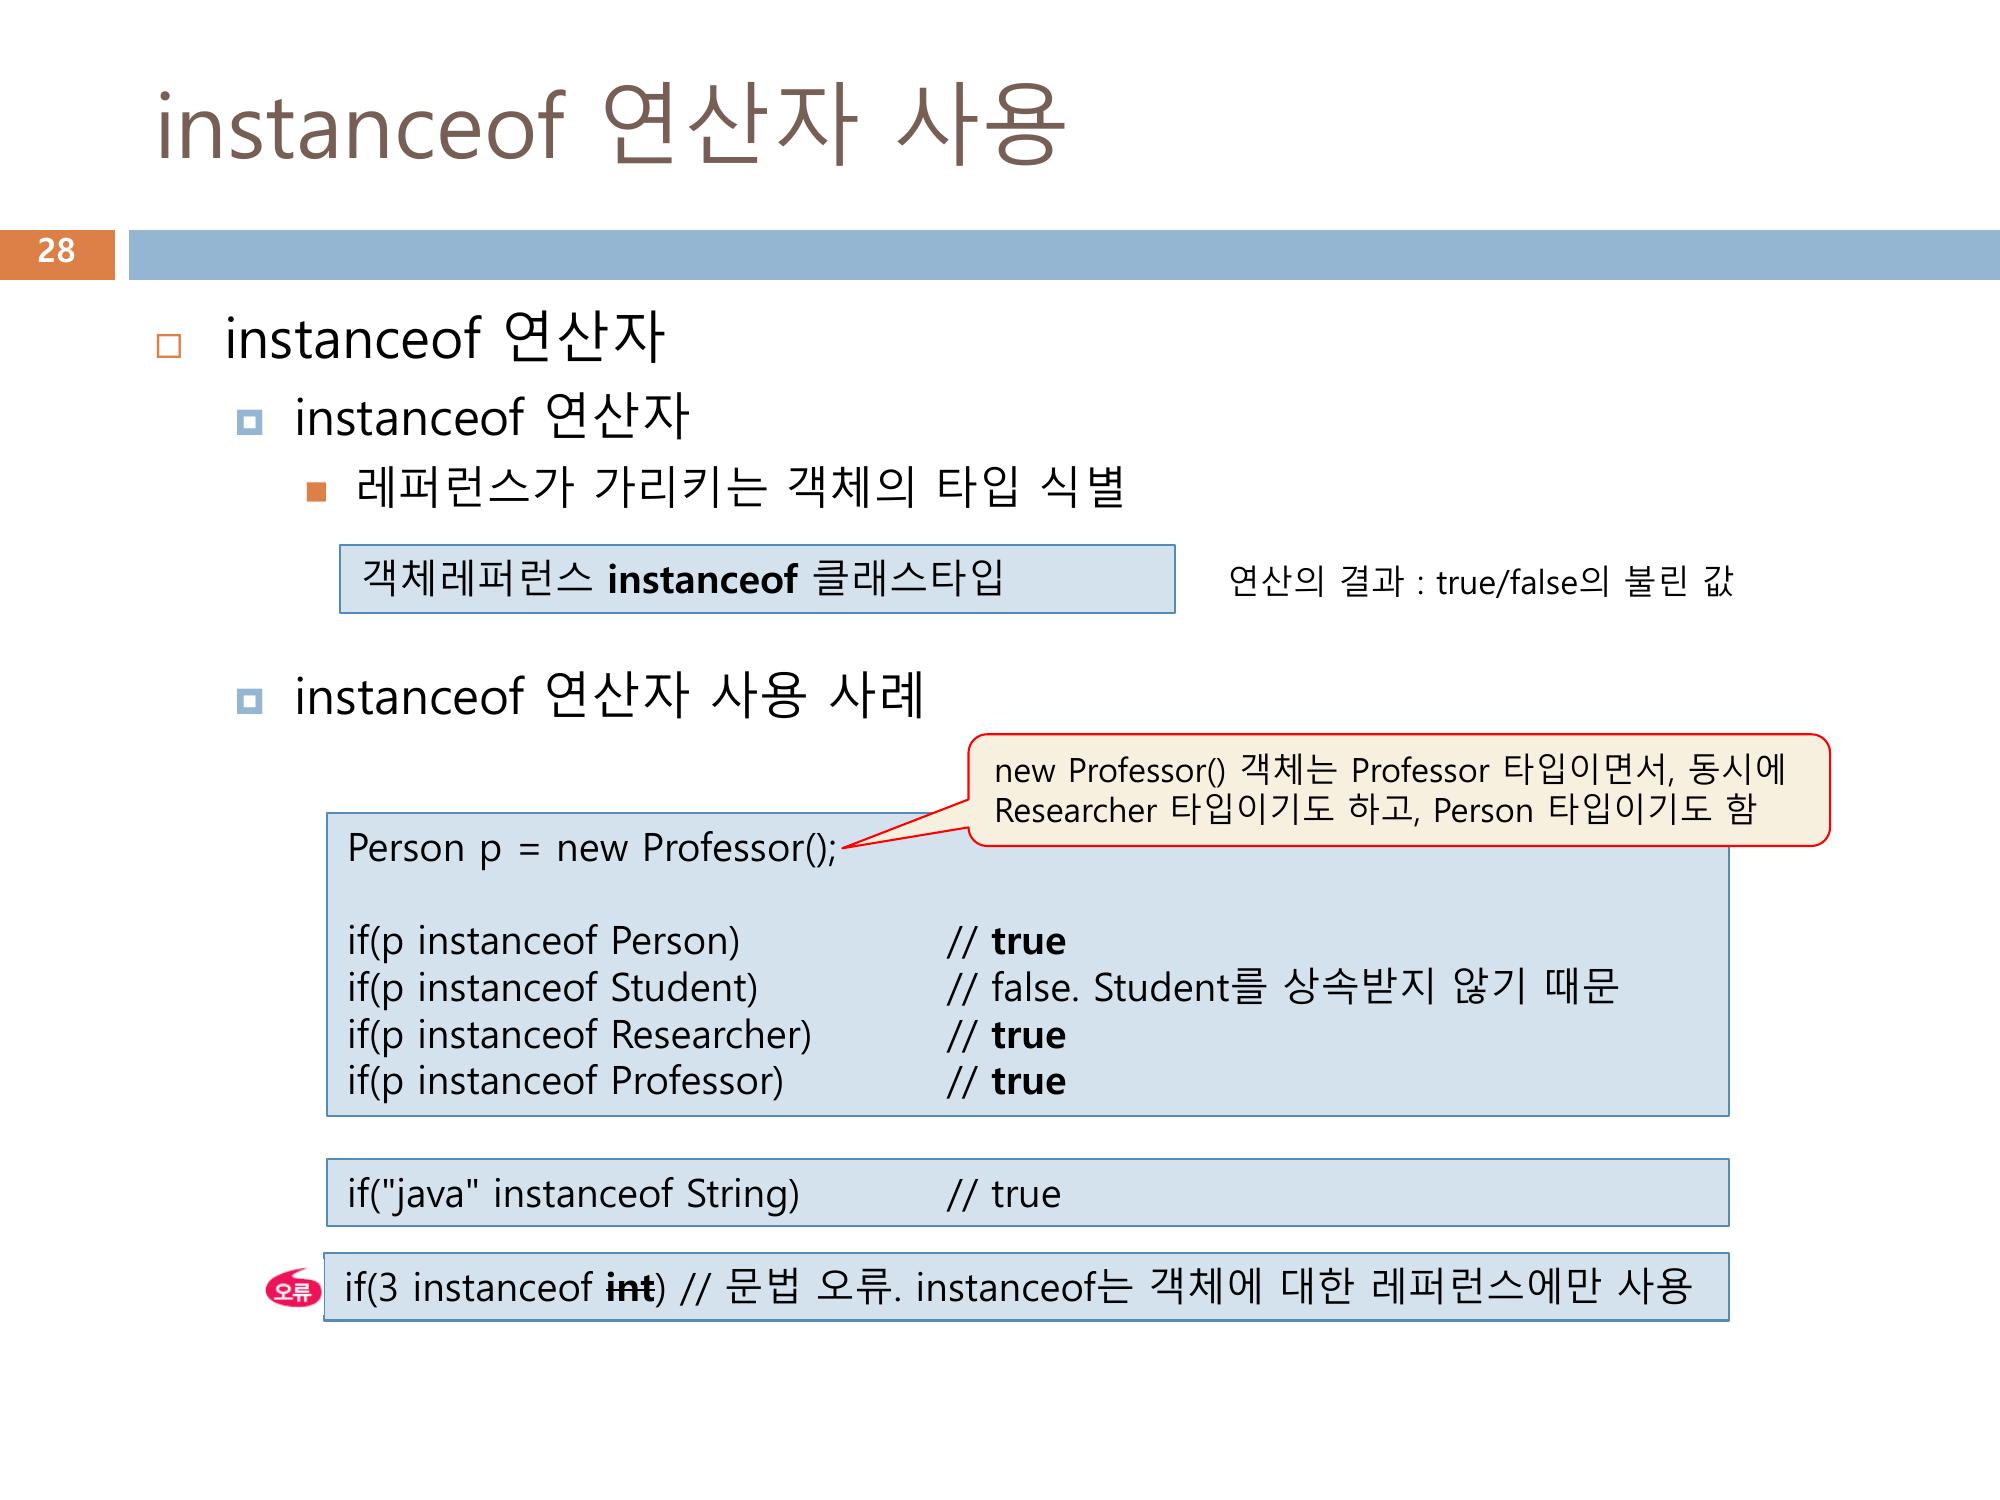 instanceof 연산자 사용
28
instanceof 연산자
instanceof 연산자
레퍼런스가 가리키는 객체의 타입 식별
객체레퍼런스 instanceof 클래스타입
연산의 결과 : true/false의 불린 값
instanceof 연산자 사용 사례
new Professor() 객체는 Professor 타입이면서, 동시에
Researcher 타입이기도 하고, Person 타입이기도 함
Person p = new Professor();
if(p instanceof Person) // true
if(p instanceof Student) // false. Student를 상속받지 않기 때문
if(p instanceof Researcher) // true
if(p instanceof Professor) // true
if("java" instanceof String) // true
오류
if(3 instanceof int) // 문법 오류. instanceof는 객체에 대한 레퍼런스에만 사용